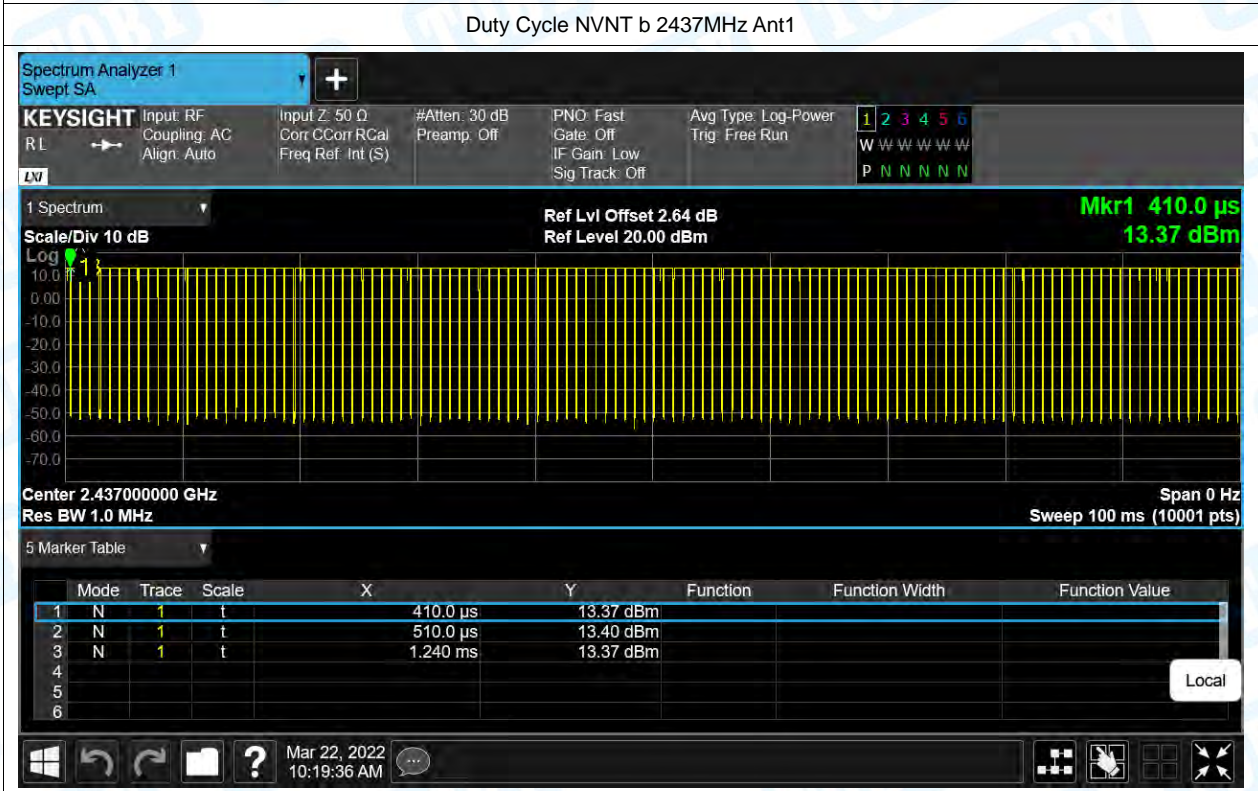 Duty Cycle NVNT b 2437MHz Ant1
Spectrum Analyzer 1
Swept SA
+
KEYSIGHT
R L
LXI
Input: RF
Coupling: AC
Align: Auto
Input Z: 50 Ω
Corr CCorr RCal
Freq Ref: Int (S)
#Atten: 30 dB
Preamp: Off
PNO: Fast
Gate: Off
IF Gain: Low
Sig Track: Off
Avg Type: Log-Power
Trig: Free Run
1 2 3 4 5 6
W W W W W W
P N N N N N
1 Spectrum
Scale/Div 10 dB
Ref Lvl Offset 2.64 dB
Ref Level 20.00 dBm
Mkr1 410.0 µs
13.37 dBm
Log
1
3
10.0
0.00
-10.0
-20.0
-30.0
-40.0
-50.0
-60.0
-70.0
Center 2.437000000 GHz
Res BW 1.0 MHz
Span 0 Hz
Sweep 100 ms (10001 pts)
5 Marker Table
Mode Trace Scale X Y Function Function Width Function Value
1 N 1 t 410.0 µs 13.37 dBm
2 N 1 t 510.0 µs 13.40 dBm
3 N 1 t 1.240 ms 13.37 dBm
4
5
6
Local
?
Mar 22, 2022
10:19:36 AM